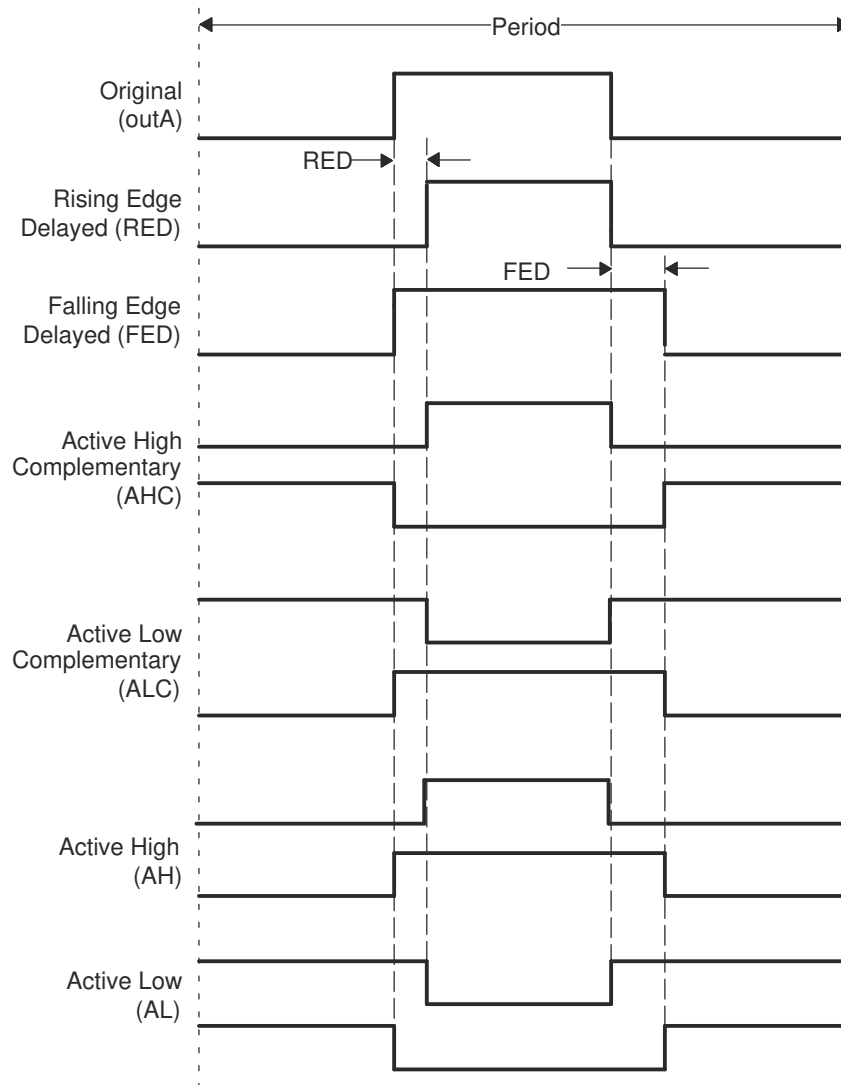 Period
Original
(outA)
RED
Rising Edge
Delayed (RED)
FED
Falling Edge
Delayed (FED)
Active High
Complementary
(AHC)
Active Low
Complementary
(ALC)
Active High
(AH)
Active Low
(AL)